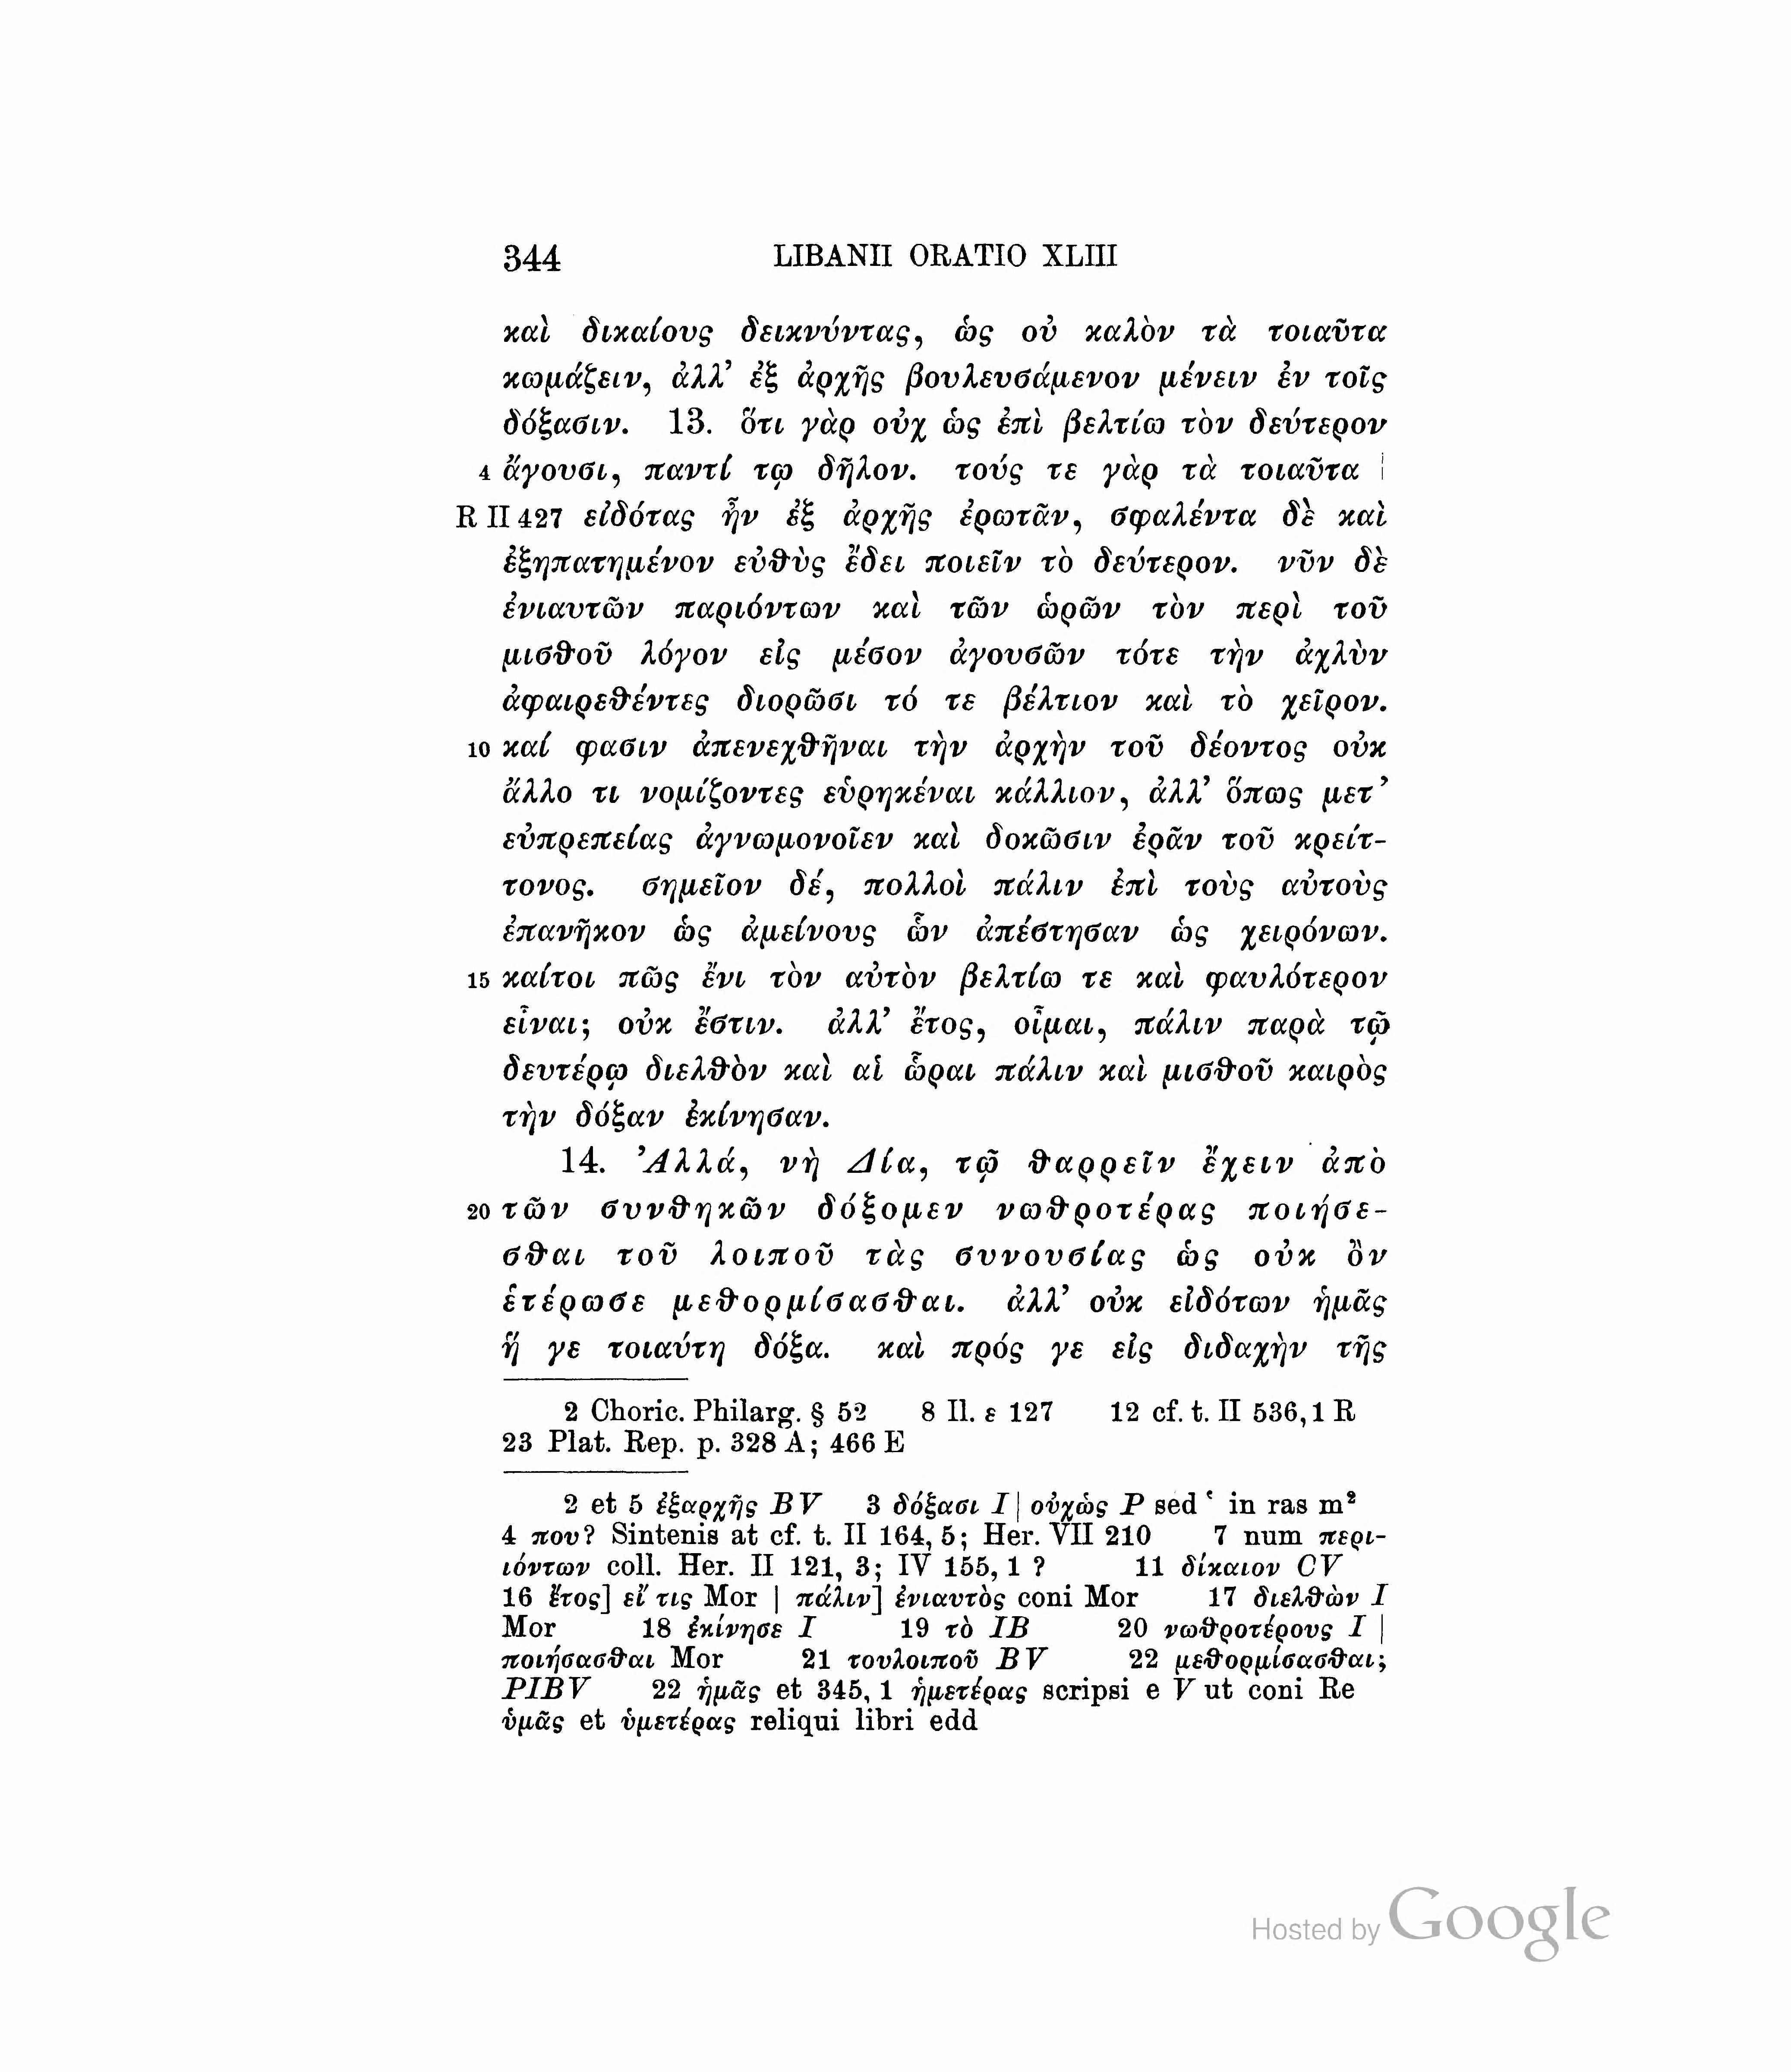 344 LIBANII ORATIO XLIII
καὶ δικαίους δεικνύντας, ὡς οὐ καλὸν τὰ τοιαῦτα
κωμάζειν, ἀλλ’ ἐξ ἀρχῆς βουλευσάμενον μένειν ἐν τοῖς
δόξασιν. 13. ὅτι γὰρ οὐχ ὡς ἐπὶ βελτίω τὸν δεύτερον
4 ἄγουσι, παντί τῳ δῆλον. τούς τε γὰρ τὰ τοιαῦτα |
R II 427 εἰδότας ἦν ἐξ ἀρχῆς ἐρωτᾶν, σφαλέντα δὲ καὶ
ἐξηπατημένον εὐθὺς ἔδει ποιεῖν τὸ δεύτερον. νῦν δὲ
ἐνιαυτῶν παριόντων καὶ τῶν ὡρῶν τὸν περὶ τοῦ
μισθοῦ λόγον εἰς μέσον ἀγουσῶν τότε τὴν ἀχλὺν
ἀφαιρεθέντες διορῶσι τό τε βέλτιον καὶ τὸ χεῖρον.
10 καί φασιν ἀπενεχθῆναι τὴν ἀρχὴν τοῦ δέοντος οὐκ
ἄλλο τι νομίζοντες εὑρηκέναι κάλλιον, ἀλλ’ ὅπως μετ’
εὐπρεπείας ἀγνωμονοῖεν καὶ δοκῶσιν ἐρᾶν τοῦ κρείτ-
τονος. σημεῖον δέ, πολλοὶ πάλιν ἐπὶ τοὺς αὐτοὺς
ἐπανῆκον ὡς ἀμείνους ὧν ἀπέστησαν ὡς χειρόνων.
15 καίτοι πῶς ἔνι τὸν αὐτὸν βελτίω τε καὶ φαυλότερον
εἶναι; οὐκ ἔστιν. ἀλλ’ ἔτος, οἶμαι, πάλιν παρὰ τῷ
δευτέρῳ διελθὸν καὶ αἱ ὧραι πάλιν καὶ μισθοῦ καιρὸς
τὴν δόξαν ἐκίνησαν.
14. Ἀλλά, νὴ Δία, τῷ θαρρεῖν ἔχειν ἀπὸ
20 τῶν συνθηκῶν δόξομεν νωθροτέρας ποιήσε-
σθαι τοῦ λοιποῦ τὰς συνουσίας ὡς οὐκ ὂν
ἑτέρωσε μεθορμίσασθαι. ἀλλ’ οὐκ εἰδότων ἡμᾶς
ἥ γε τοιαύτη δόξα. καὶ πρός γε εἰς διδαχὴν τῆς
2 Choric. Philarg. § 52 8 Il. ε 127 12 cf. t. II 536,1 R
23 Plat. Rep. p. 328 A; 466 E
2 et 5 ἐξαρχῆς BV 3 δόξασι I | οὐχὡς P sed ‛ in ras m²
4 που? Sintenis at cf. t. II 164, 5; Her. VII 210 7 num περι-
ιόντων coll. Her. II 121, 3; IV 155, 1 ? 11 δίκαιον CV
16 ἔτος] εἴ τις Mor | πάλιν] ἐνιαυτὸς coni Mor 17 διελθὼν I
Mor 18 ἐκίνησε I 19 τὸ IB 20 νωθροτέρους I |
ποιήσασθαι Mor 21 τουλοιποῦ BV 22 μεθορμίσασθαι;
PIBV 22 ἡμᾶς et 345, 1 ἡμετέρας scripsi e V ut coni Re
ὑμᾶς et ὑμετέρας reliqui libri edd
Hosted by Google